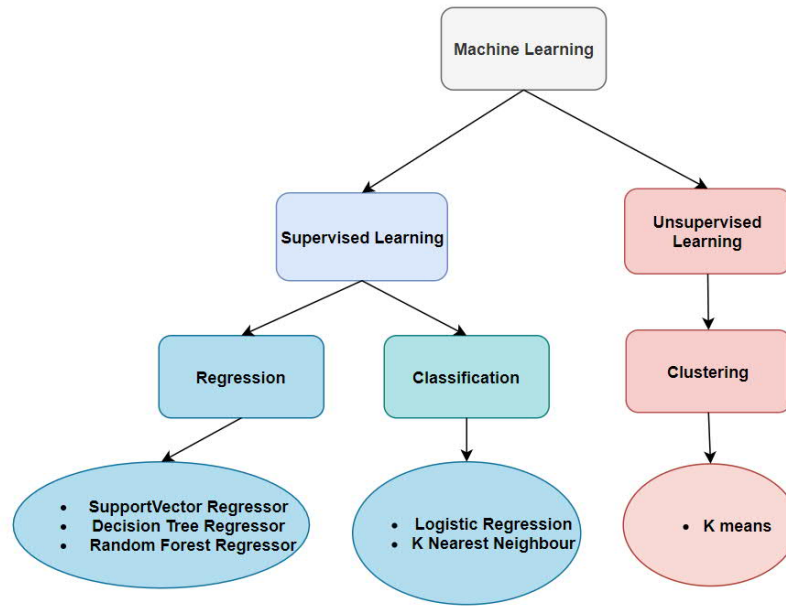 Machine Learning
Supervised Learning
Unsupervised
Learning
Regression
Classification
Clustering
• SupportVector Regressor
• Decision Tree Regressor
• Random Forest Regressor
• Logistic Regression
• K Nearest Neighbour
• K means